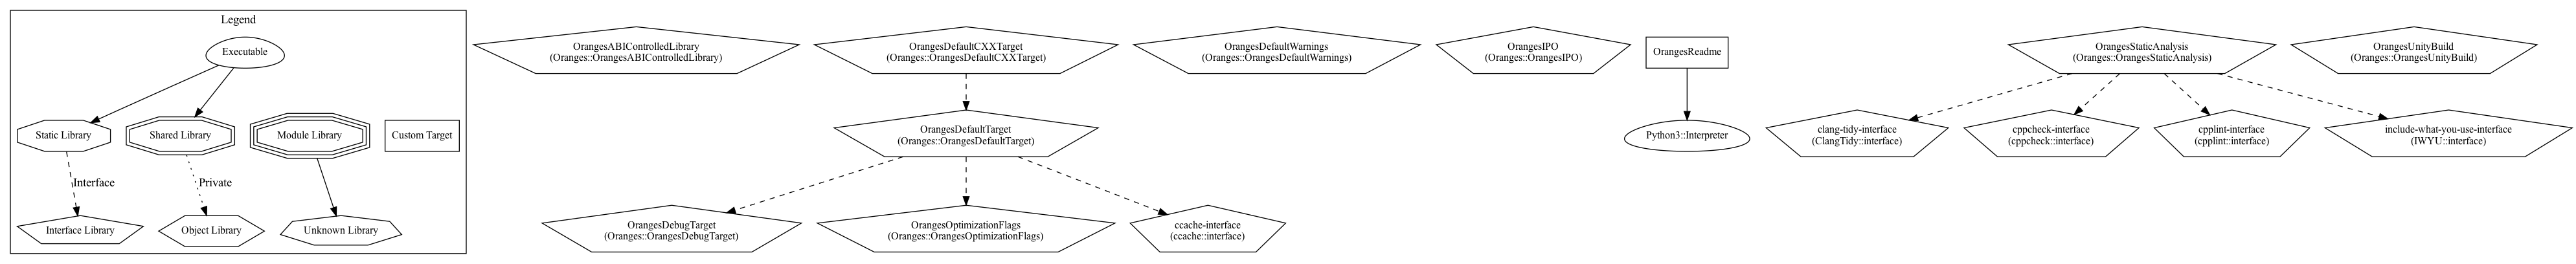 Legend
Executable
Static Library
Shared Library
Module Library
Custom Target
Interface
Private
Interface Library
Object Library
Unknown Library
OrangesABIControlledLibrary
(Oranges::OrangesABIControlledLibrary)
OrangesDefaultCXXTarget
(Oranges::OrangesDefaultCXXTarget)
OrangesDefaultTarget
(Oranges::OrangesDefaultTarget)
OrangesDebugTarget
(Oranges::OrangesDebugTarget)
OrangesOptimizationFlags
(Oranges::OrangesOptimizationFlags)
ccache-interface
(ccache::interface)
OrangesDefaultWarnings
(Oranges::OrangesDefaultWarnings)
OrangesIPO
(Oranges::OrangesIPO)
OrangesReadme
Python3::Interpreter
OrangesStaticAnalysis
(Oranges::OrangesStaticAnalysis)
clang-tidy-interface
(ClangTidy::interface)
cppcheck-interface
(cppcheck::interface)
cpplint-interface
(cpplint::interface)
include-what-you-use-interface
(IWYU::interface)
OrangesUnityBuild
(Oranges::OrangesUnityBuild)